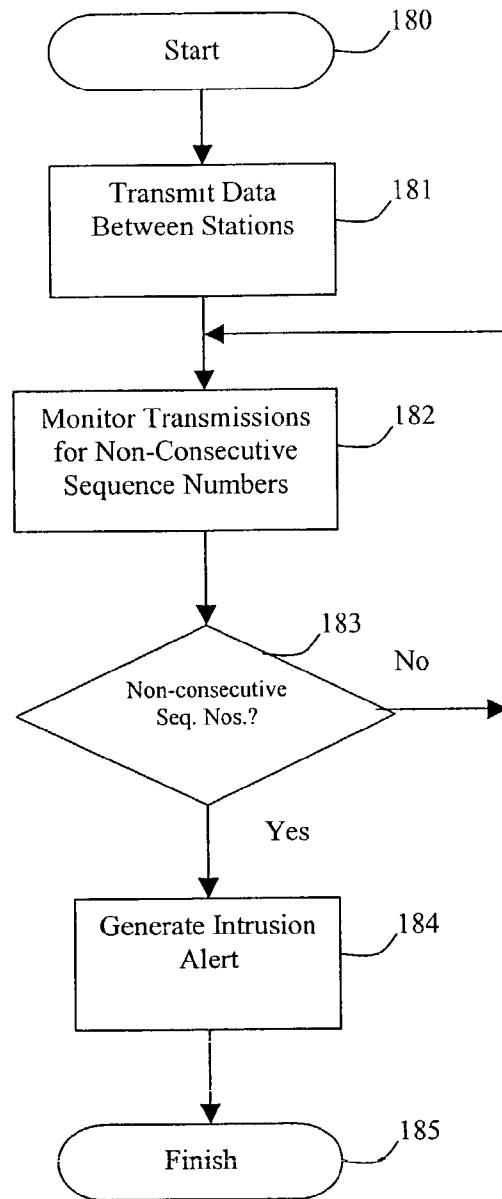 180
Start
181
Transmit Data
Between Stations
182
Monitor Transmissions
for Non-Consecutive
Sequence Numbers
183
No
Non-consecutive
Seq. Nos.?
Yes
184
Generate Intrusion
Alert
185
Finish